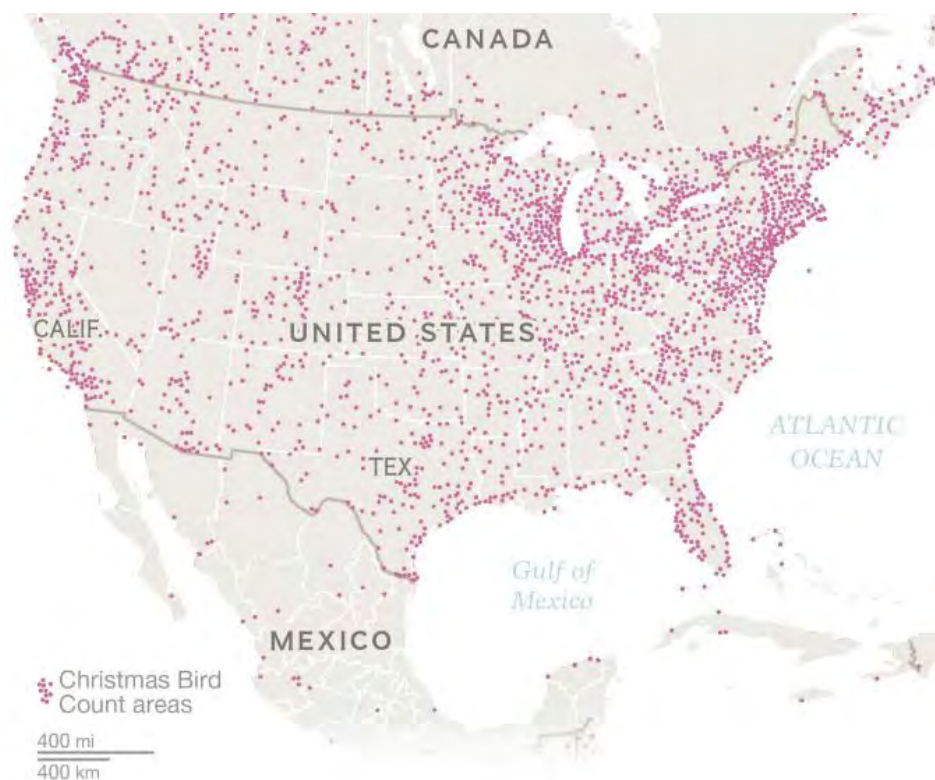 CANADA
CALIF.
UNITED STATES
ATLANTIC
OCEAN
TEX.
Gulf of
Mexico
MEXICO
Christmas Bird
Count areas
400 mi
400 km